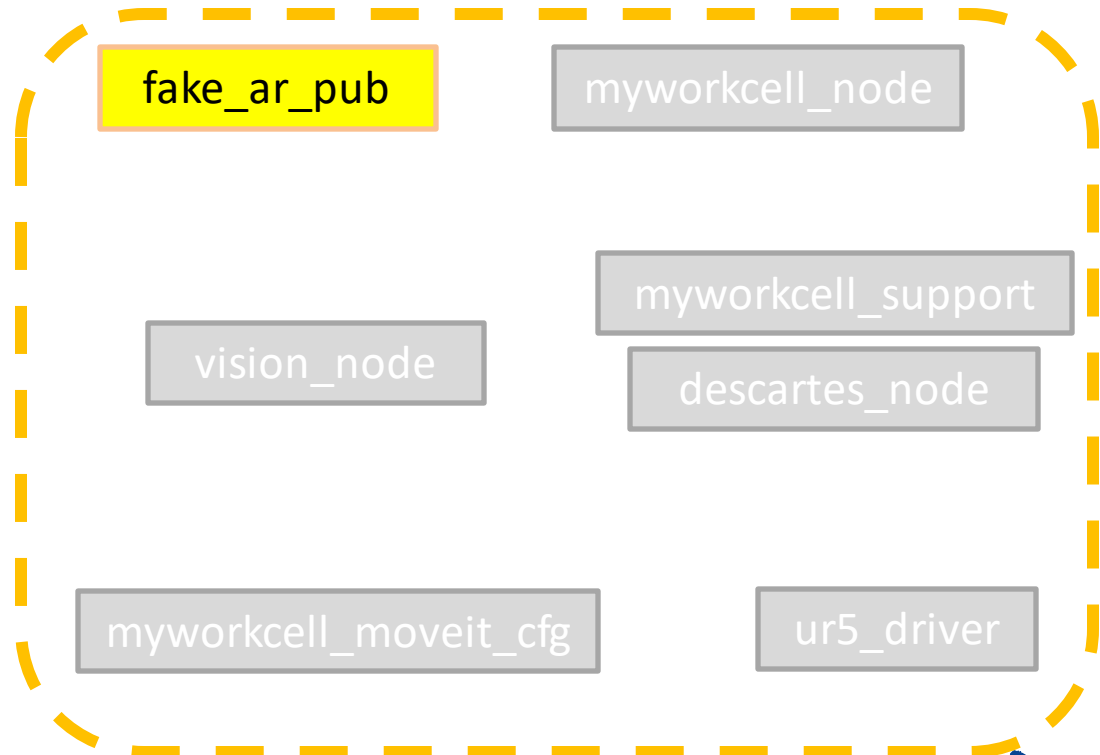 fake_ar_pub
myworkcell_node
myworkcell_support
vision_node
descartes_node
myworkcell_moveit_cfg
ur5_driver